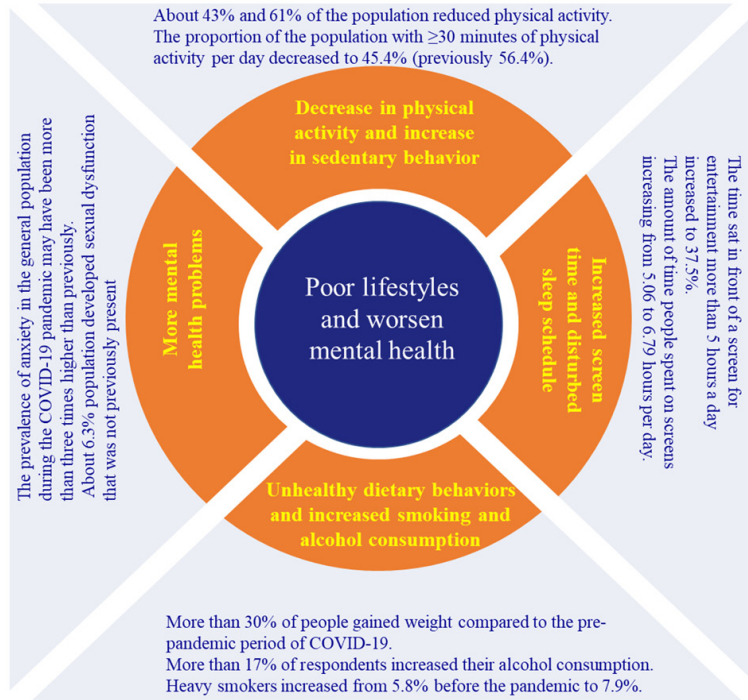 About 43% and 61% of the population reduced physical activity.
The proportion of the population with ≥30 minutes of physical
activity per day decreased to 45.4% (previously 56.4%).
Decrease in physical
activity and increase
in sedentary behavior
The prevalence of anxiety in the general population
during the COVID-19 pandemic may have been more
than three times higher than previously.
About 6.3% population developed sexual dysfunction
that was not previously present
More mental
health problems
Poor lifestyles
and worsen
mental health
Increased screen
time and disturbed
sleep schedule
The time sat in front of a screen for
entertainment more than 5 hours a day
increased to 37.5%.
The amount of time people spent on screens
increasing from 5.06 to 6.79 hours per day.
Unhealthy dietary behaviors
and increased smoking and
alcohol consumption
More than 30% of people gained weight compared to the pre-
pandemic period of COVID-19.
More than 17% of respondents increased their alcohol consumption.
Heavy smokers increased from 5.8% before the pandemic to 7.9%.